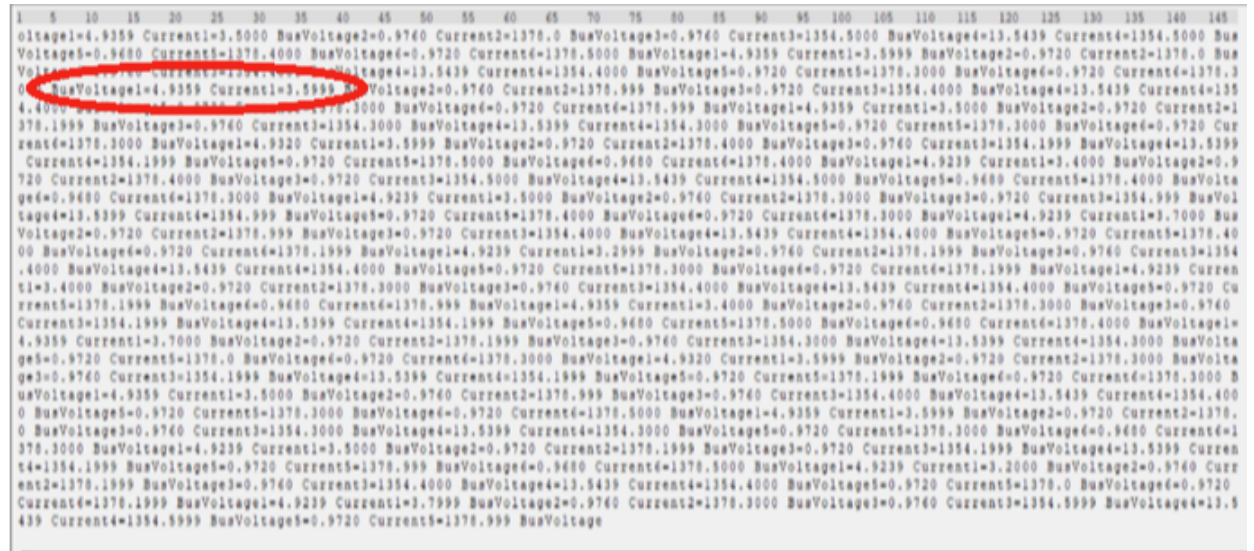 1 5 10 15 20 25 30 35 40 45 50 55 60 65 70 75 80 85 90 95 100 105 110 115 120 125 130 135 140 145
oltage1=4.9359 Current1=3.5000 BusVoltage2=0.9760 Current2=1378.0 BusVoltage3=0.9760 Current3=1354.5000 BusVoltage4=13.5439 Current4=1354.5000 Bus
Voltage5=0.9680 Current5=1378.4000 BusVoltage6=0.9720 Current6=1378.5000 BusVoltage1=4.9359 Current1=3.5999 BusVoltage2=0.9720 Current2=1378.0 Bus
Voltage4=13.5439 Current4=1354.4000 BusVoltage5=0.9720 Current5=1378.3000 BusVoltage6=0.9720 Current6=1378.3
BusVoltage1=4.9359 Current1=3.5999 Voltage2=0.9760 Current2=1378.999 BusVoltage3=0.9720 Current3=1354.4000 BusVoltage4=13.5439 Current4=135
BusVoltage6=0.9720 Current6=1378.999 BusVoltage1=4.9359 Current1=3.5000 BusVoltage2=0.9720 Current2=1
378.1999 BusVoltage3=0.9760 Current3=1354.3000 BusVoltage4=13.5399 Current4=1354.3000 BusVoltage5=0.9720 Current5=1378.5000 BusVoltage6=0.9720 Cur
rent6=1378.3000 BusVoltage1=4.9320 Current1=3.5999 BusVoltage2=0.9720 Current2=1378.4000 BusVoltage3=0.9760 Current3=1354.1999 BusVoltage4=13.5399
Current4=1354.1999 BusVoltage5=0.9720 Current5=1378.5000 BusVoltage6=0.9680 Current6=1378.4000 BusVoltage1=4.9239 Current1=3.4000 BusVoltage2=0.9
720 Current2=1378.4000 BusVoltage3=0.9720 Current3=1354.5000 BusVoltage4=13.5439 Current4=1354.5000 BusVoltage5=0.9680 Current5=1378.4000 BusVolta
ge6=0.9680 Current6=1378.3000 BusVoltage1=4.9239 Current1=3.5000 BusVoltage2=0.9760 Current2=1378.3000 BusVoltage3=0.9720 Current3=1354.999 BusVol
tage4=13.5399 Current4=1354.999 BusVoltage5=0.9720 Current5=1378.4000 BusVoltage6=0.9720 Current6=1378.3000 BusVoltage1=4.9239 Current1=3.7000 Bus
Voltage2=0.9720 Current2=1378.999 BusVoltage3=0.9720 Current3=1354.4000 BusVoltage4=13.5439 Current4=1354.4000 BusVoltage5=0.9720 Current5=1378.40
00 BusVoltage6=0.9720 Current6=1378.1999 BusVoltage1=4.9239 Current1=3.2999 BusVoltage2=0.9760 Current2=1378.1999 BusVoltage3=0.9760 Current3=1354
.4000 BusVoltage4=13.5439 Current4=1354.4000 BusVoltage5=0.9720 Current5=1378.3000 BusVoltage6=0.9720 Current6=1378.1999 BusVoltage1=4.9239 Curren
t1=3.4000 BusVoltage2=0.9720 Current2=1378.3000 BusVoltage3=0.9760 Current3=1354.4000 BusVoltage4=13.5439 Current4=1354.4000 BusVoltage5=0.9720 Cu
rrent5=1378.1999 BusVoltage6=0.9680 Current6=1378.999 BusVoltage1=4.9359 Current1=3.4000 BusVoltage2=0.9760 Current2=1378.3000 BusVoltage3=0.9760
Current3=1354.1999 BusVoltage4=13.5399 Current4=1354.1999 BusVoltage5=0.9680 Current5=1378.5000 BusVoltage6=0.9680 Current6=1378.4000 BusVoltage1=
4.9359 Current1=3.7000 BusVoltage2=0.9720 Current2=1378.1999 BusVoltage3=0.9760 Current3=1354.3000 BusVoltage4=13.5439 Current4=1354.3000 BusVolta
ge5=0.9720 Current5=1378.0 BusVoltage6=0.9720 Current6=1378.3000 BusVoltage1=4.9320 Current1=3.5999 BusVoltage2=0.9720 Current2=1378.3000 BusVolta
ge3=0.9760 Current3=1354.1999 BusVoltage4=13.5399 Current4=1354.1999 BusVoltage5=0.9720 Current5=1378.1999 BusVoltage6=0.9720 Current6=1378.3000 B
usVoltage1=4.9359 Current1=3.5000 BusVoltage2=0.9760 Current2=1378.999 BusVoltage3=0.9760 Current3=1354.4000 BusVoltage4=13.5439 Current4=1354.400
0 BusVoltage5=0.9720 Current5=1378.3000 BusVoltage6=0.9720 Current6=1378.5000 BusVoltage1=4.9359 Current1=3.5999 BusVoltage2=0.9720 Current2=1378.
0 BusVoltage3=0.9760 Current3=1354.3000 BusVoltage4=13.5399 Current4=1354.3000 BusVoltage5=0.9720 Current5=1378.3000 BusVoltage6=0.9680 Current6=1
378.3000 BusVoltage1=4.9239 Current1=3.5000 BusVoltage2=0.9720 Current2=1378.1999 BusVoltage3=0.9720 Current3=1354.1999 BusVoltage4=13.5399 Curren
t4=1354.1999 BusVoltage5=0.9720 Current5=1378.999 BusVoltage6=0.9680 Current6=1378.5000 BusVoltage1=4.9239 Current1=3.2000 BusVoltage2=0.9760 Curr
ent2=1378.1999 BusVoltage3=0.9760 Current3=1354.4000 BusVoltage4=13.5439 Current4=1354.4000 BusVoltage5=0.9720 Current5=1378.0 BusVoltage6=0.9720
Current6=1378.1999 BusVoltage1=4.9239 Current1=3.7999 BusVoltage2=0.9760 Current2=1378.3000 BusVoltage3=0.9760 Current3=1354.5999 BusVoltage4=13.5
439 Current4=1354.5999 BusVoltage5=0.9720 Current5=1378.999 BusVoltage